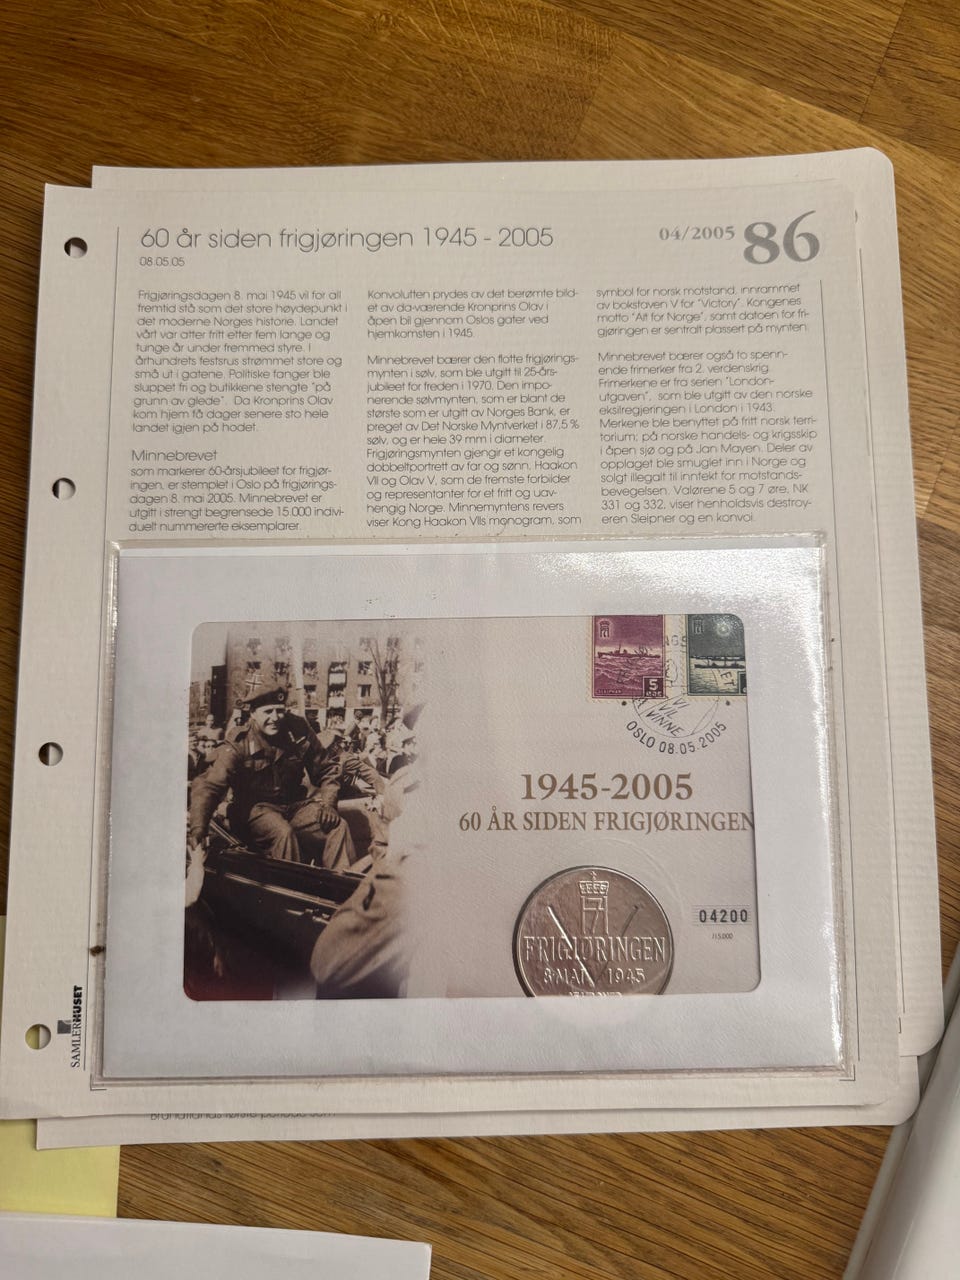 60 år siden frigjøringen 1945 - 2005
08.05.05
04/2005 86
Frigjøringsdagen 8. mai 1945 vil for all
fremtid stå som det store høydepunkt i
det moderne Norges historie. Landet
vårt var atter fritt etter fem lange og
tunge år under fremmed styre. I
århundrets festsrus strømmet store og
små ut i gatene. Politiske fanger ble
sluppet fri og butikkene stengte "på
grunn av glede". Da Kronprins Olav
kom hjem få dager senere sto hele
landet igjen på hodet.
Minnebrevet
som markerer 60-årsjubileet for frigjør-
ingen, er stemplet i Oslo på frigjørings-
dagen 8. mai 2005. Minnebrevet er
utgitt i strengt begrensede 15.000 indivi-
duelt nummererte eksemplarer.
Konvolutten prydes av det berømte bild-
et av da-værende Kronprins Olav i
åpen bil gjennom Oslos gater ved
hjemkomsten i 1945.
Minnebrevet bærer den flotte frigjørings-
mynten i sølv, som ble utgitt til 25-års-
jubileet for freden i 1970. Den impo-
nerende sølvmynten, som er blant de
største som er utgitt av Norges Bank, er
preget av Det Norske Myntverket i 87,5 %
sølv, og er hele 39 mm i diameter.
Frigjøringsmynten gjengir et kongelig
dobbeltportrett av far og sønn, Haakon
VII og Olav V, som de fremste forbilder
og representanter for et fritt og uav-
hengig Norge. Minnemyntens revers
viser Kong Haakon VIIs monogram, som
symbol for norsk motstand, innrammet
av bokstaven V for "Victory". Kongenes
motto "Alt for Norge", samt datoen for fri-
gjøringen er sentralt plassert på mynten.
Minnebrevet bærer også to spenn-
ende frimerker fra 2. verdenskrig.
Frimerkene er fra serien "London-
utgaven", som ble utgitt av den norske
eksilregjeringen i London i 1943.
Merkene ble benyttet på fritt norsk terri-
torium; på norske handels- og krigsskip
i åpen sjø og på Jan Mayen. Deler av
opplaget ble smuglet inn i Norge og
solgt illegalt til inntekt for motstands-
bevegelsen. Valørene 5 og 7 øre, NK
331 og 332, viser henholdsvis destroy-
eren Sleipner og en konvoi.
5
ØRE
SLEIPNER
VI
VIL
VINNE
OSLO 08.05.2005
1945-2005
60 ÅR SIDEN FRIGJØRINGEN
04200
/15.000
FRIGJØRINGEN
8 MAI 1945
SAMLERHUSET